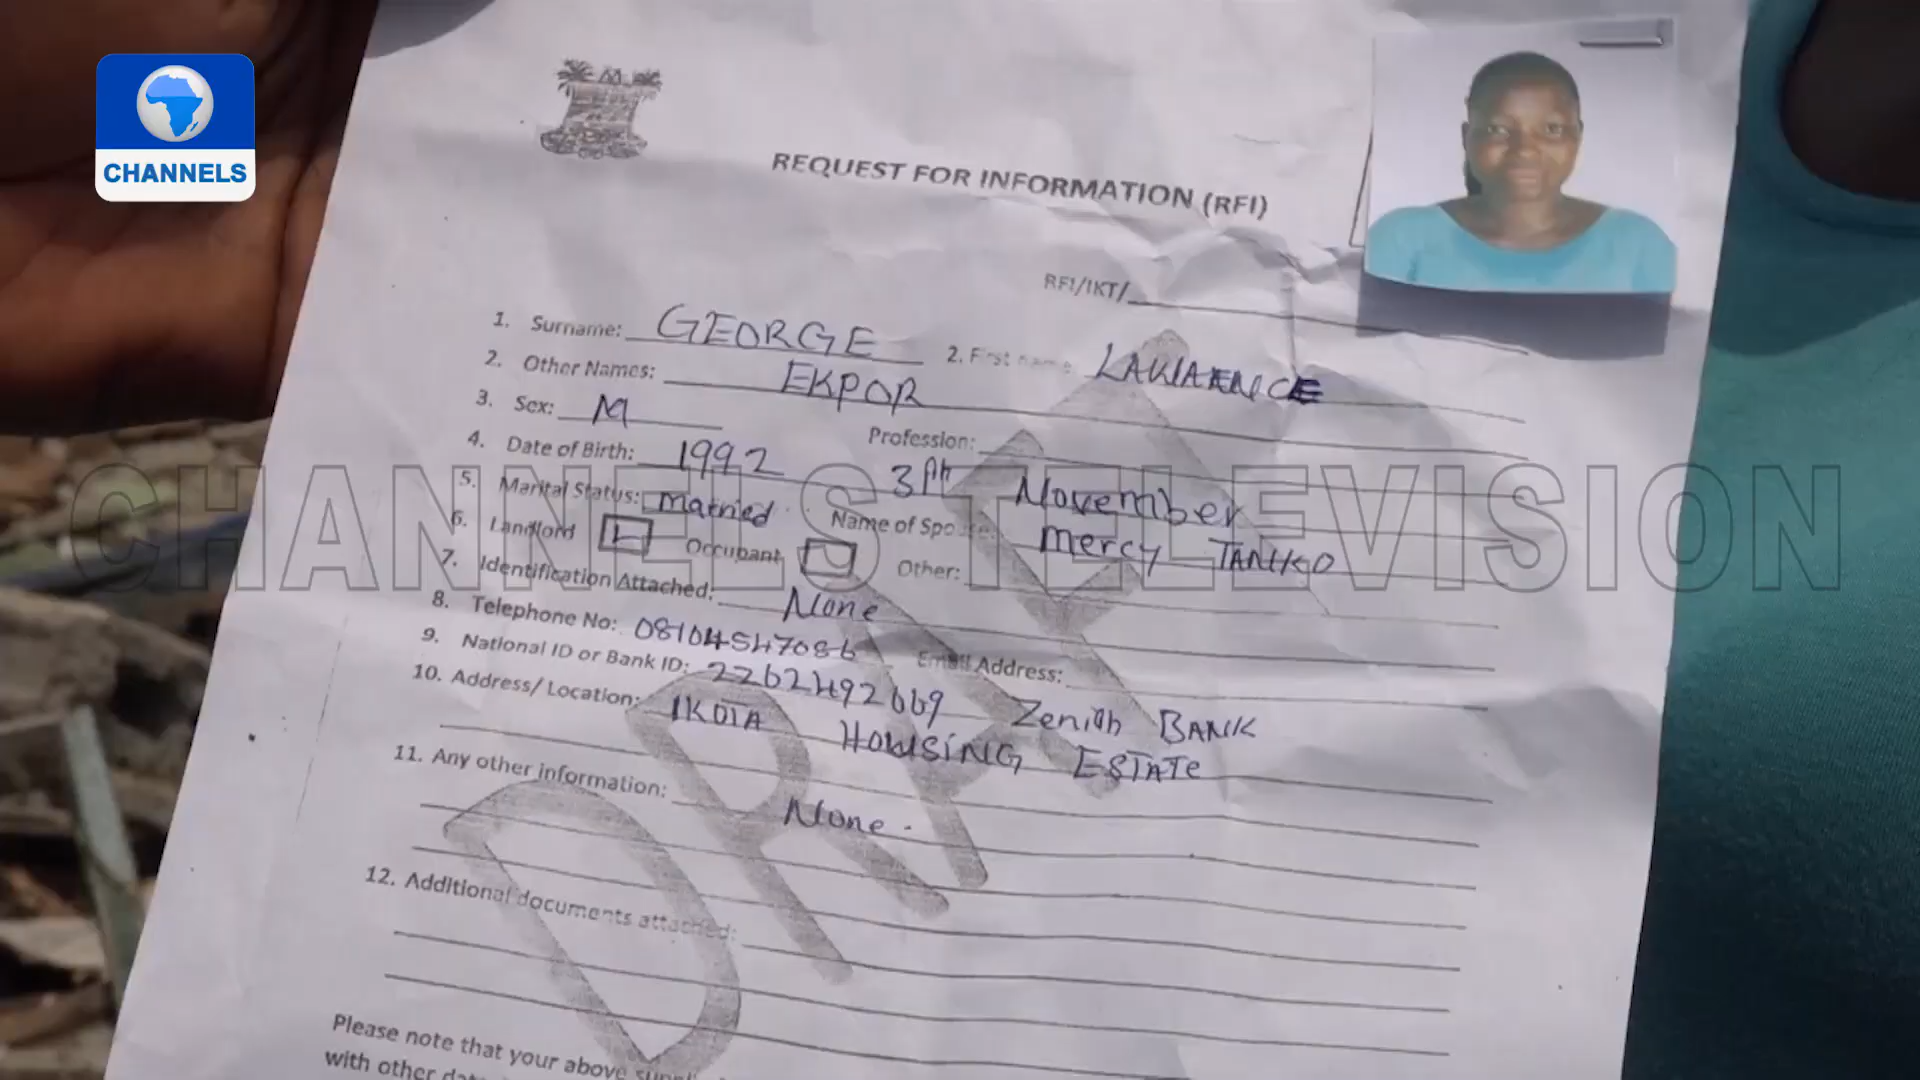 CHANNELS
REQUEST FOR INFORMATION (RFI)
RFI/IKT/
1. Surname: GEORGE 2. First name: LAWAENCE
2. Other Names: EKPOR
3. Sex: M Profession:
4. Date of Birth: 1992 3th November
5. Marital Status: Married Name of Spouse: Mercy TANKO
6. Landlord Occupant Other:
7. Identification Attached: None
8. Telephone No: 08104547086 Email Address:
9. National ID or Bank ID: 2262492669 Zenith BANK
10. Address/ Location: IKOTA HOUSING ESTATE
11. Any other information: None.
12. Additional documents attached:
Please note that your above
with other
DRAFT
CHANNELS TELEVISION